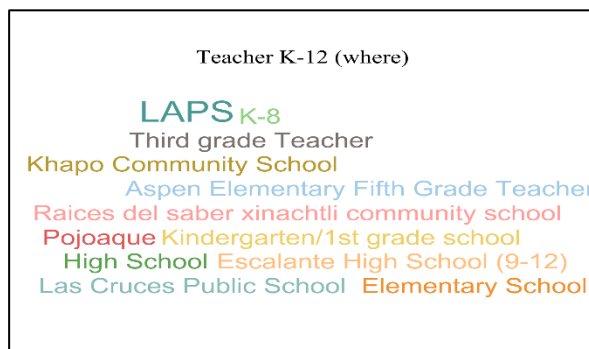 Teacher K-12 (where)
LAPS K-8
Third grade Teacher
Khapo Community School
Aspen Elementary Fifth Grade Teacher
Raices del saber xinachtli community school
Pojoaque Kindergarten/1st grade school
High School Escalante High School (9-12)
Las Cruces Public School Elementary School